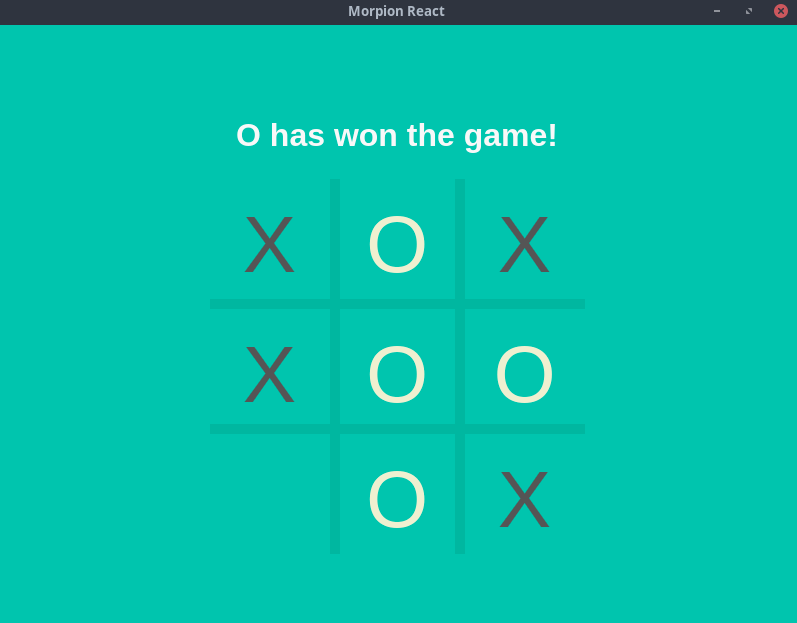 Morpion React
O has won the game!
X O X
X O O
O X